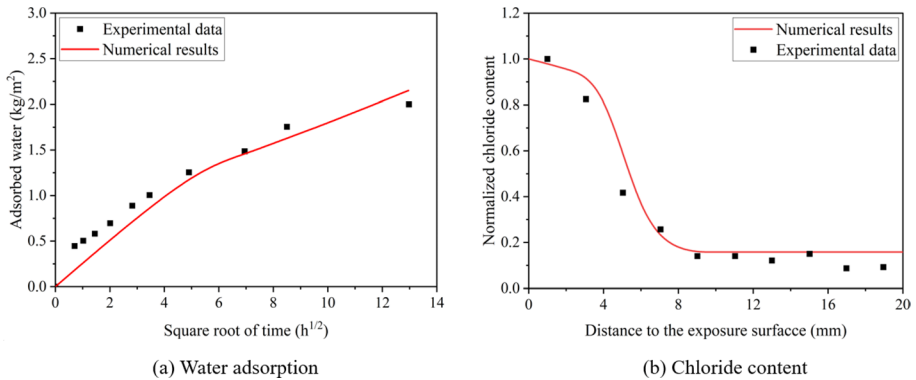 3.0
2.5
2.0
1.5
1.0
0.5
0.0
Adsorbed water (kg/m²)
Experimental data
Numerical results
0 2 4 6 8 10 12 14
Square root of time (h^1/2)
(a) Water adsorption
1.2
1.0
0.8
0.6
0.4
0.2
0.0
Normalized chloride content
Numerical results
Experimental data
0 4 8 12 16 20
Distance to the exposure surfacce (mm)
(b) Chloride content